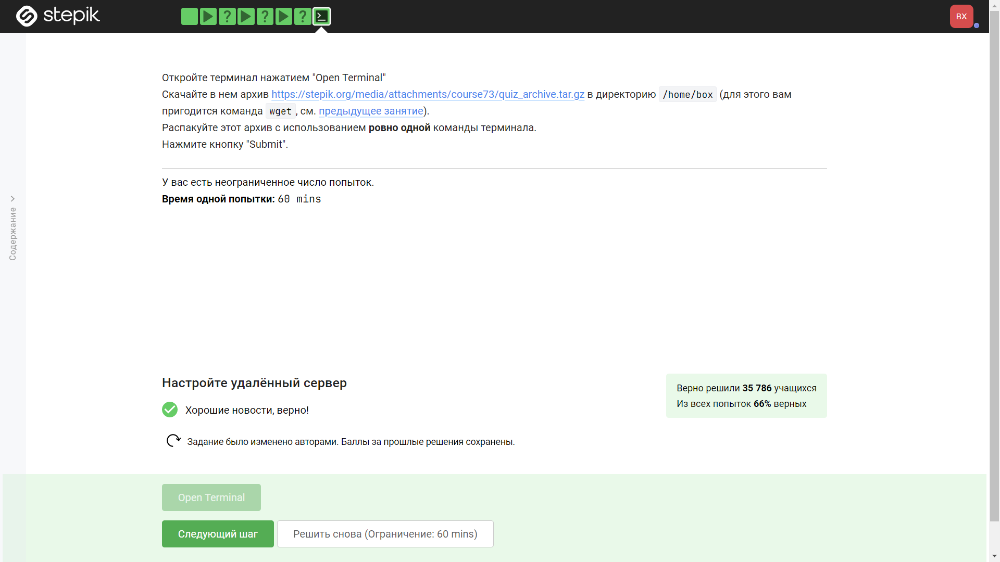 stepik
? ? ?
ВХ
Откройте терминал нажатием "Open Terminal"
Скачайте в нем архив https://stepik.org/media/attachments/course73/quiz_archive.tar.gz в директорию /home/box (для этого вам
пригодится команда wget, см. предыдущее занятие).
Распакуйте этот архив с использованием ровно одной команды терминала.
Нажмите кнопку "Submit".
У вас есть неограниченное число попыток.
Время одной попытки: 60 mins
Содержание
Настройте удалённый сервер
Верно решили 35 786 учащихся
Из всех попыток 66% верных
Хорошие новости, верно!
Задание было изменено авторами. Баллы за прошлые решения сохранены.
Open Terminal
Следующий шаг
Решить снова (Ограничение: 60 mins)